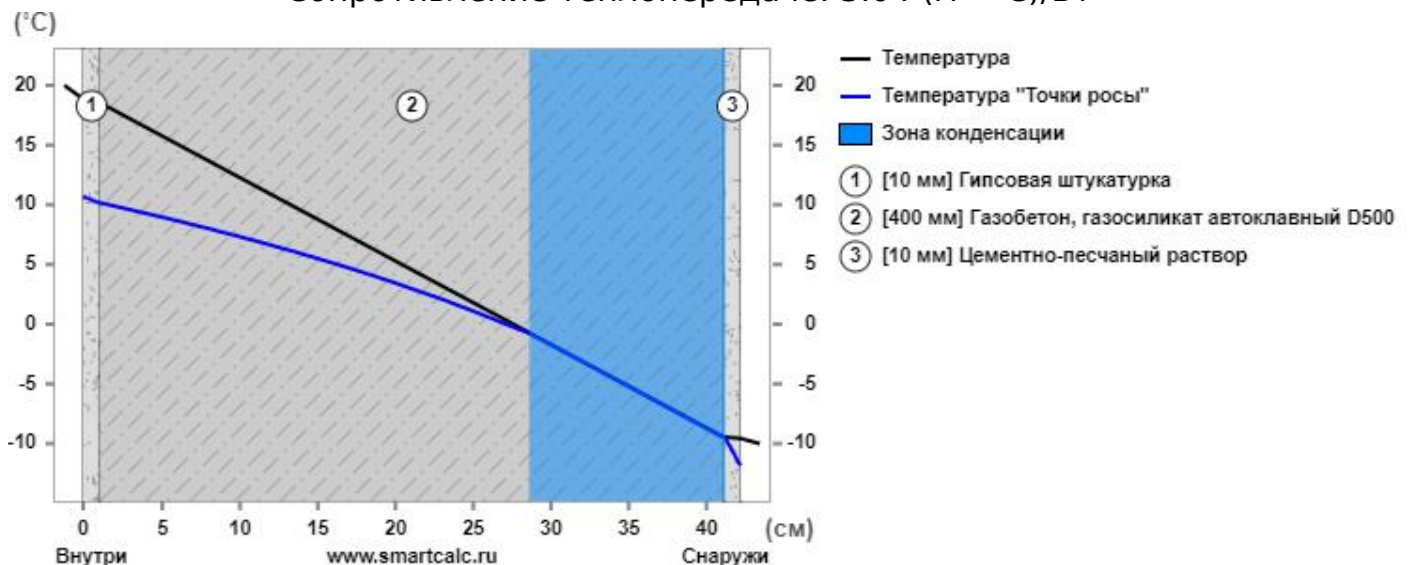 (°C)
20
15
10
5
0
-5
-10
1
2
3
20
15
10
5
0
-5
-10
0 5 10 15 20 25 30 35 40 (см)
Внутри www.smartcalc.ru Снаружи
Температура
Температура "Точки росы"
Зона конденсации
1 [10 мм] Гипсовая штукатурка
2 [400 мм] Газобетон, газосиликат автоклавный D500
3 [10 мм] Цементно-песчаный раствор